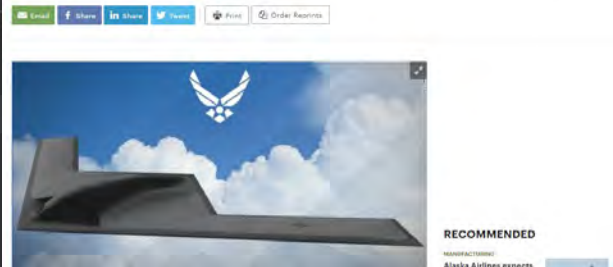 Email
Share
Share
Tweet
Print
Order Reprints
RECOMMENDED
MANUFACTURING
Alaska Airlines expects